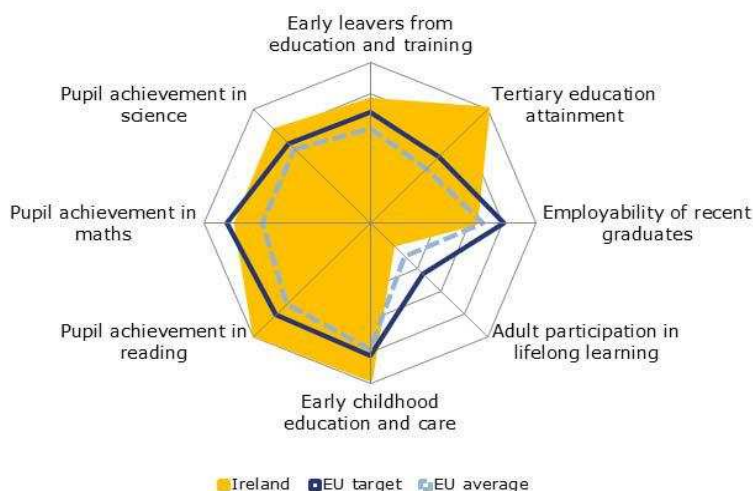 Early leavers from
education and training
Tertiary education
attainment
Employability of recent
graduates
Adult participation in
lifelong learning
Early childhood
education and care
Pupil achievement in
reading
Pupil achievement in
maths
Pupil achievement in
science
Ireland EU target EU average